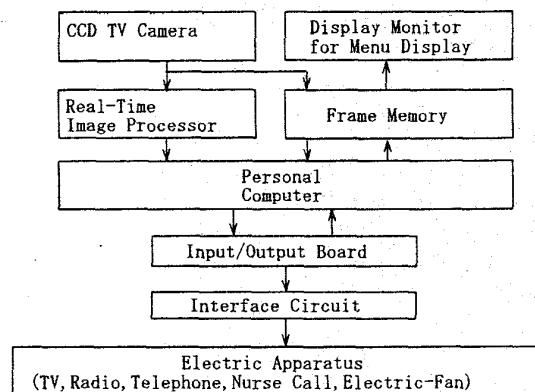 CCD TV Camera
Display Monitor
for Menu Display
Real-Time
Image Processor
Frame Memory
Personal
Computer
Input/Output Board
Interface Circuit
Electric Apparatus
(TV, Radio, Telephone, Nurse Call, Electric-Fan)